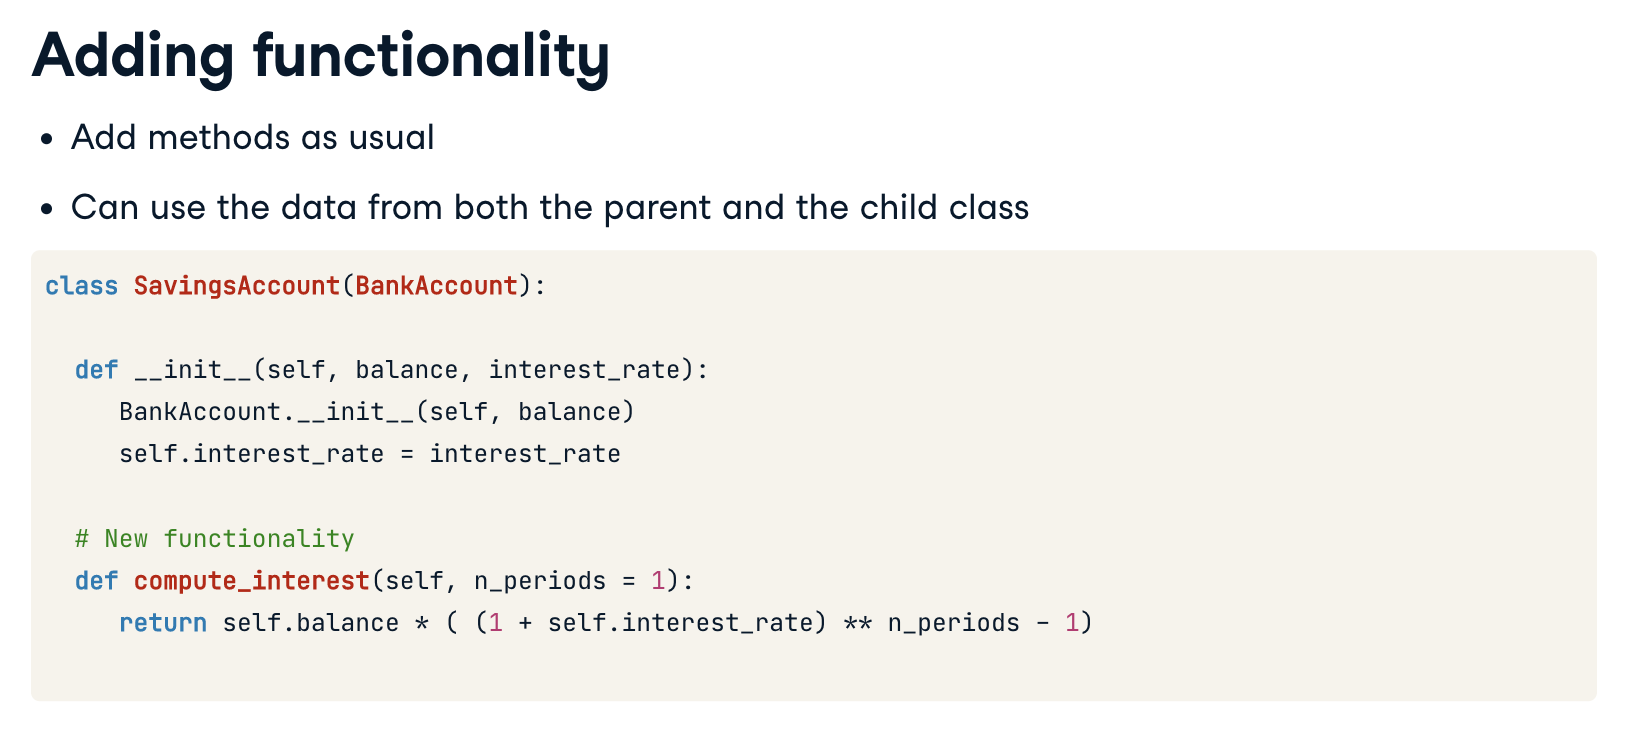 Adding functionality
• Add methods as usual
• Can use the data from both the parent and the child class
class SavingsAccount(BankAccount):
  def __init__(self, balance, interest_rate):
     BankAccount.__init__(self, balance)
     self.interest_rate = interest_rate
  # New functionality
  def compute_interest(self, n_periods = 1):
     return self.balance * ( (1 + self.interest_rate) ** n_periods - 1)